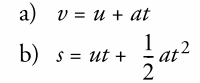 a) v = u + at
b) s = ut + 1/2 at²